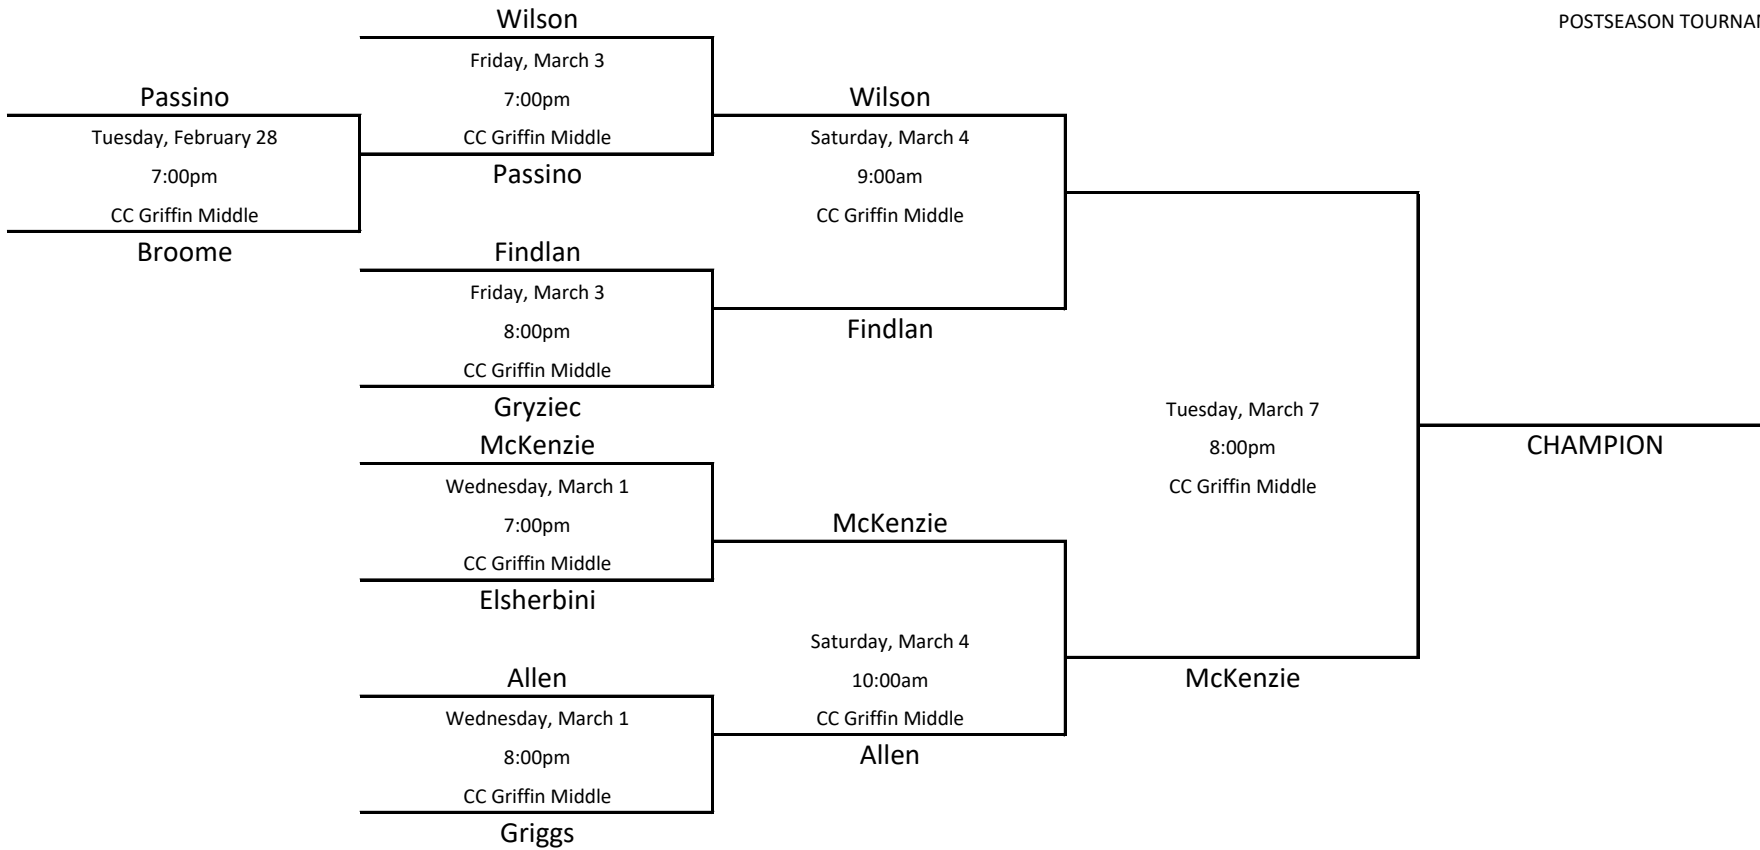 POSTSEASON TOURNAM
Wilson
Friday, March 3
7:00pm
CC Griffin Middle
Passino
Passino
Tuesday, February 28
7:00pm
CC Griffin Middle
Broome
Wilson
Saturday, March 4
9:00am
CC Griffin Middle
Findlan
Findlan
Friday, March 3
8:00pm
CC Griffin Middle
Gryziec
McKenzie
Wednesday, March 1
7:00pm
CC Griffin Middle
Elsherbini
McKenzie
Saturday, March 4
10:00am
CC Griffin Middle
Allen
Allen
Wednesday, March 1
8:00pm
CC Griffin Middle
Griggs
Tuesday, March 7
8:00pm
CC Griffin Middle
McKenzie
CHAMPION